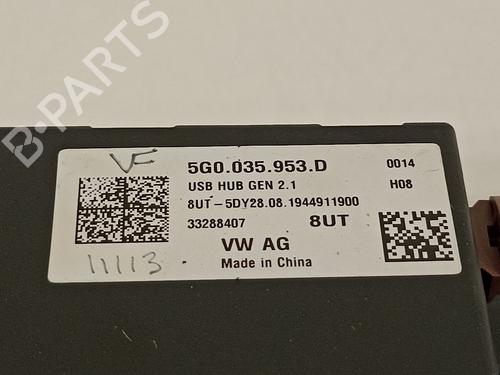 B-PARTS
VF
5G0.035.953.D
0014
USB HUB GEN 2.1
H08
8UT-5DY28.08.1944911900
33288407
8UT
VW AG
Made in China
11113